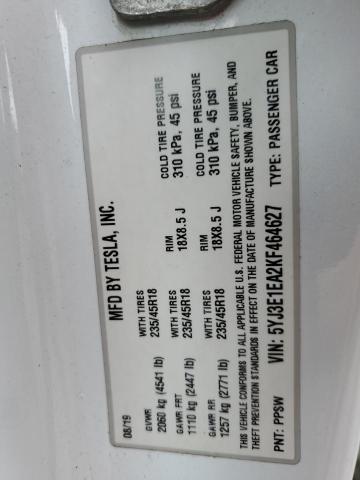 MFD BY TESLA, INC.
08/19
GVWR WITH TIRES RIM COLD TIRE PRESSURE
2060 kg (4541 lb) 235/45R18 18X8.5 J 310 kPa, 45 psi
GAWR FRT WITH TIRES RIM COLD TIRE PRESSURE
1110 kg (2447 lb) 235/45R18 18X8.5 J 310 kPa, 45 psi
GAWR RR WITH TIRES
1257 kg (2771 lb) 235/45R18
THIS VEHICLE CONFORMS TO ALL APPLICABLE U.S. FEDERAL MOTOR VEHICLE SAFETY, BUMPER, AND
THEFT PREVENTION STANDARDS IN EFFECT ON THE DATE OF MANUFACTURE SHOWN ABOVE.
PNT: PPSW VIN: 5YJ3E1EA2KF464627 TYPE: PASSENGER CAR